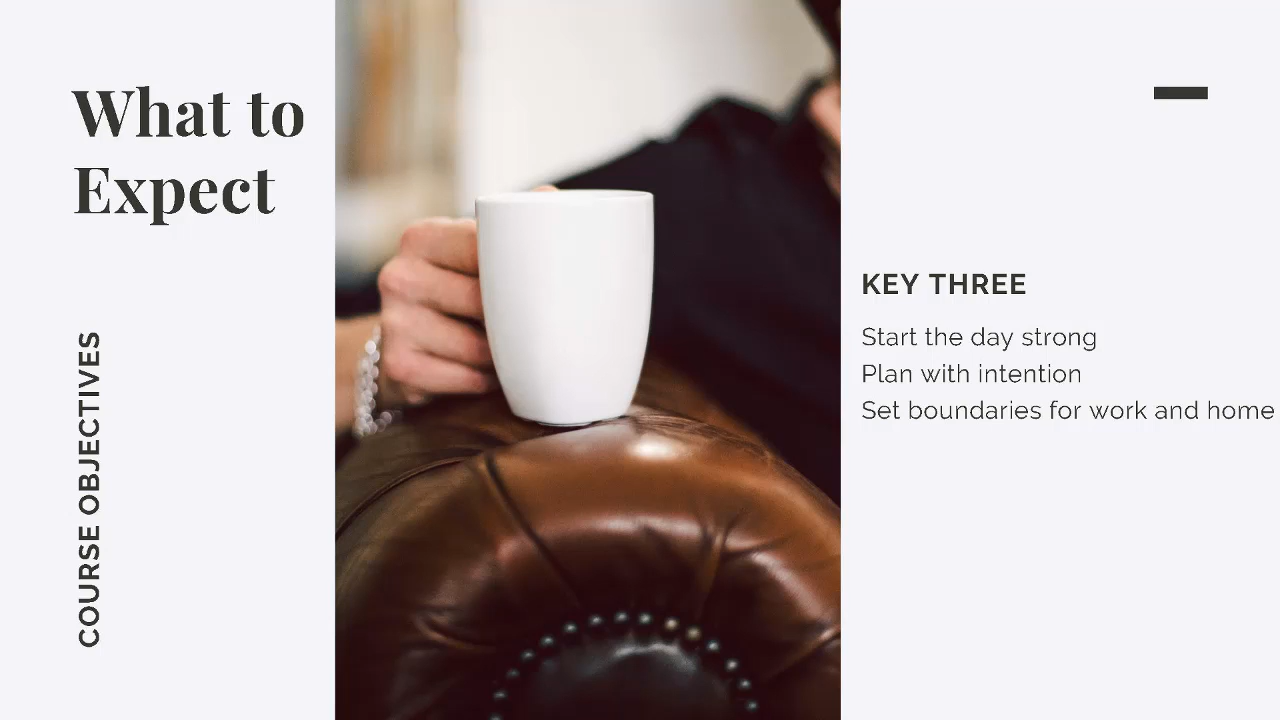 What to
Expect
COURSE OBJECTIVES
KEY THREE
Start the day strong
Plan with intention
Set boundaries for work and home